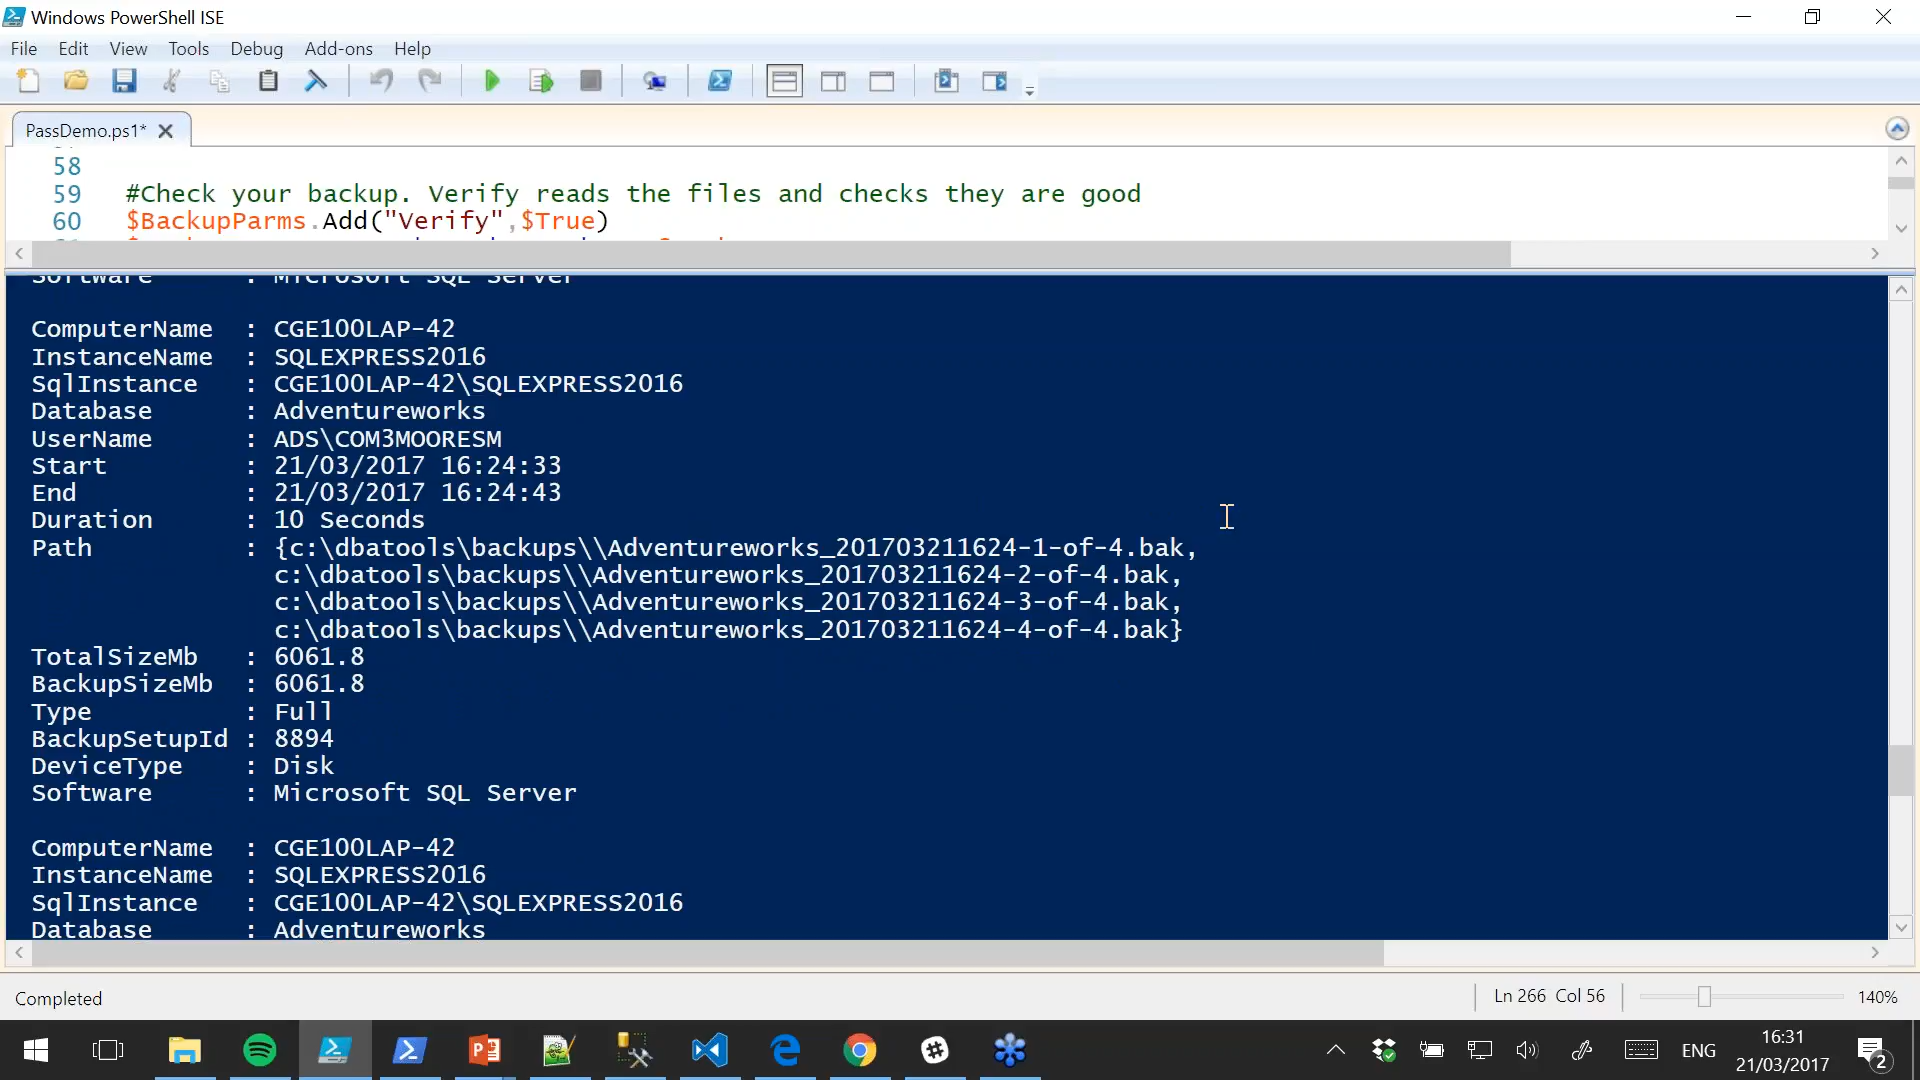 Windows PowerShell ISE
File Edit View Tools Debug Add-ons Help
PassDemo.ps1*
58
59 #Check your backup. Verify reads the files and checks they are good
60 $BackupParms.Add("Verify",$True)
Software : Microsoft SQL Server
ComputerName : CGE100LAP-42
InstanceName : SQLEXPRESS2016
SqlInstance : CGE100LAP-42\SQLEXPRESS2016
Database : Adventureworks
UserName : ADS\COM3MOORESM
Start : 21/03/2017 16:24:33
End : 21/03/2017 16:24:43
Duration : 10 Seconds
Path : {c:\dbatools\backups\\Adventureworks_201703211624-1-of-4.bak,
c:\dbatools\backups\\Adventureworks_201703211624-2-of-4.bak,
c:\dbatools\backups\\Adventureworks_201703211624-3-of-4.bak,
c:\dbatools\backups\\Adventureworks_201703211624-4-of-4.bak}
TotalSizeMb : 6061.8
BackupSizeMb : 6061.8
Type : Full
BackupSetupId : 8894
DeviceType : Disk
Software : Microsoft SQL Server
ComputerName : CGE100LAP-42
InstanceName : SQLEXPRESS2016
SqlInstance : CGE100LAP-42\SQLEXPRESS2016
Database : Adventureworks
Completed
Ln 266 Col 56
140%
ENG
16:31
21/03/2017
2